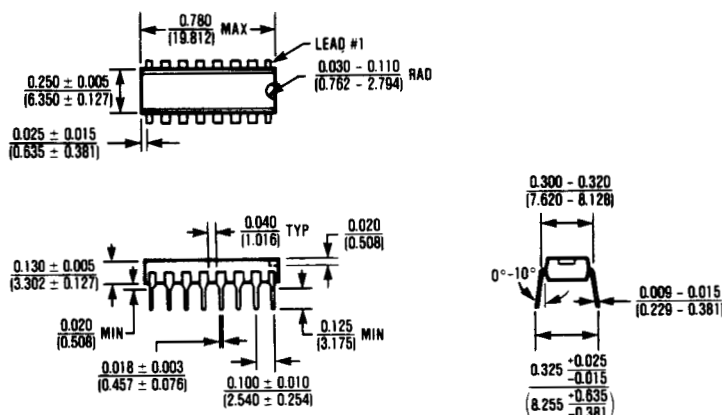 0.780
(19.812)
MAX
LEAD #1
0.250 ± 0.005
(6.350 ± 0.127)
0.030 - 0.110
(0.762 - 2.794)
RAD
0.025 ± 0.015
(0.635 ± 0.381)
0.040
(1.016)
TYP
0.020
(0.508)
0.130 ± 0.005
(3.302 ± 0.127)
0.020
(0.508)
MIN
0.125
(3.175)
MIN
0.018 ± 0.003
(0.457 ± 0.076)
0.100 ± 0.010
(2.540 ± 0.254)
0.300 - 0.320
(7.620 - 8.128)
0°-10°
0.009 - 0.015
(0.229 - 0.381)
0.325 +0.025
-0.015
(8.255 +0.635
-0.381)